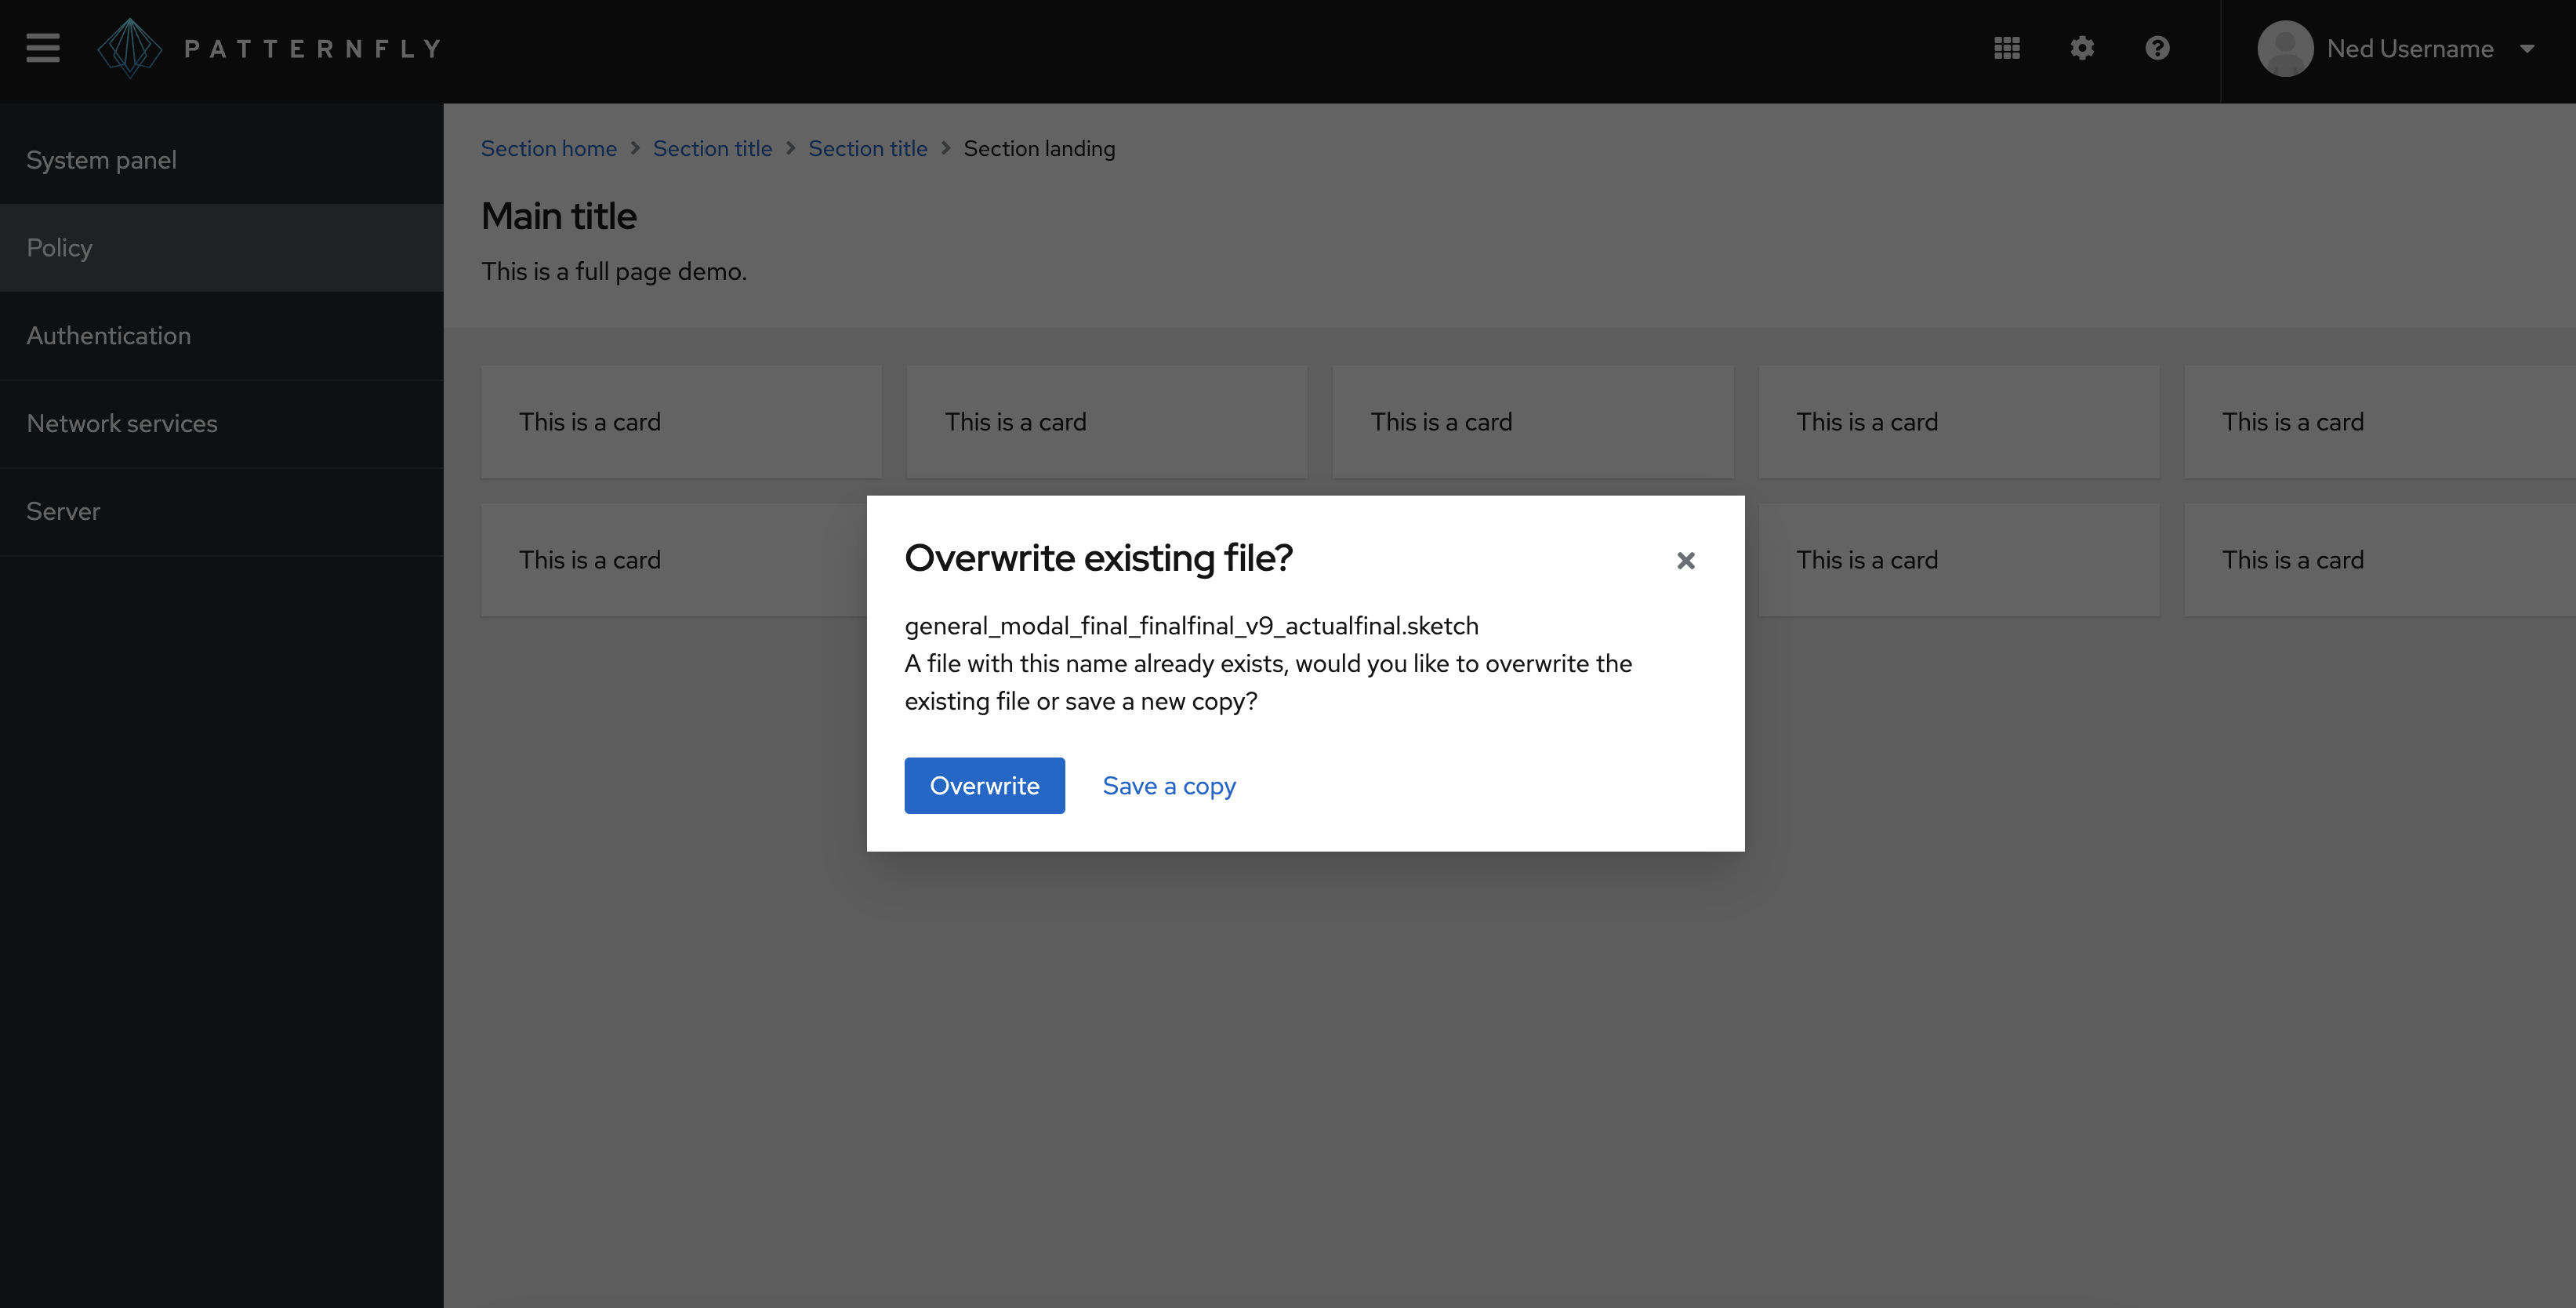 PATTERNFLY
Ned Username
System panel
Policy
Authentication
Network services
Server
Section home > Section title > Section title > Section landing
Main title
This is a full page demo.
This is a card
This is a card
This is a card
This is a card
This is a card
This is a card
This is a card
This is a card
Overwrite existing file?
general_modal_final_finalfinal_v9_actualfinal.sketch
A file with this name already exists, would you like to overwrite the
existing file or save a new copy?
Overwrite
Save a copy